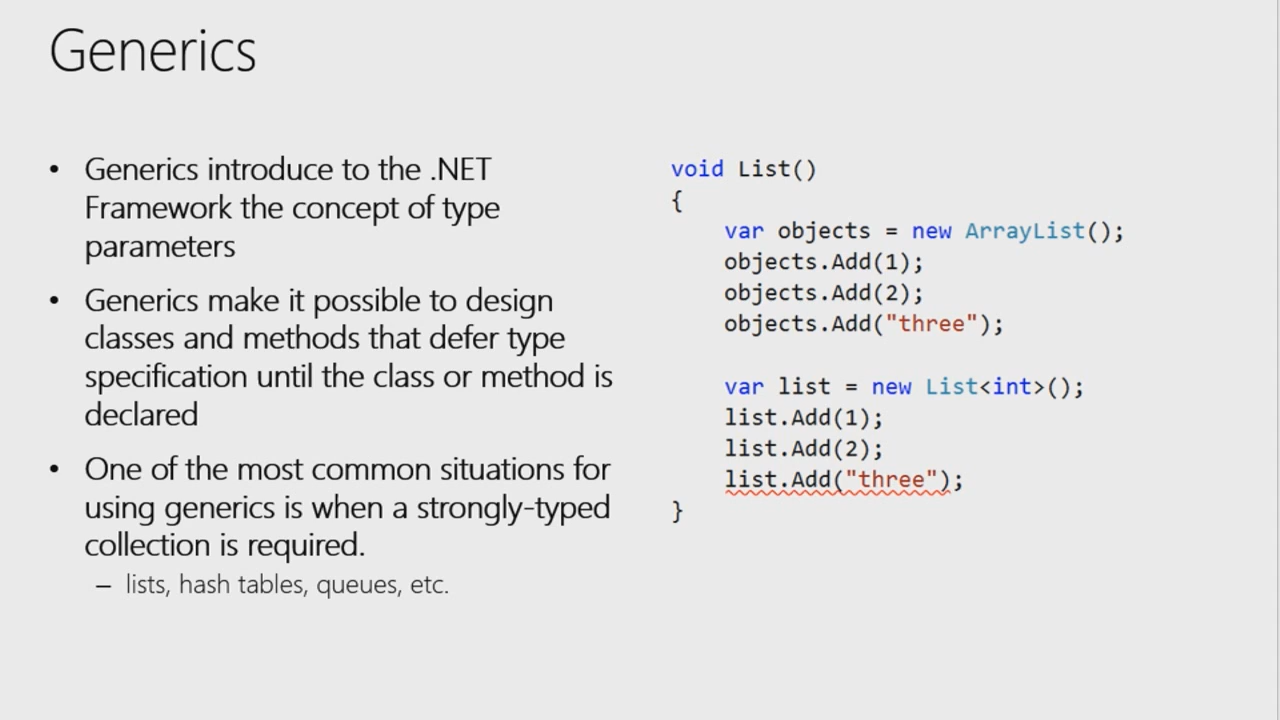 Generics
• Generics introduce to the .NET
Framework the concept of type
parameters
• Generics make it possible to design
classes and methods that defer type
specification until the class or method is
declared
• One of the most common situations for
using generics is when a strongly-typed
collection is required.
– lists, hash tables, queues, etc.
void List()
{
    var objects = new ArrayList();
    objects.Add(1);
    objects.Add(2);
    objects.Add("three");

    var list = new List<int>();
    list.Add(1);
    list.Add(2);
    list.Add("three");
}